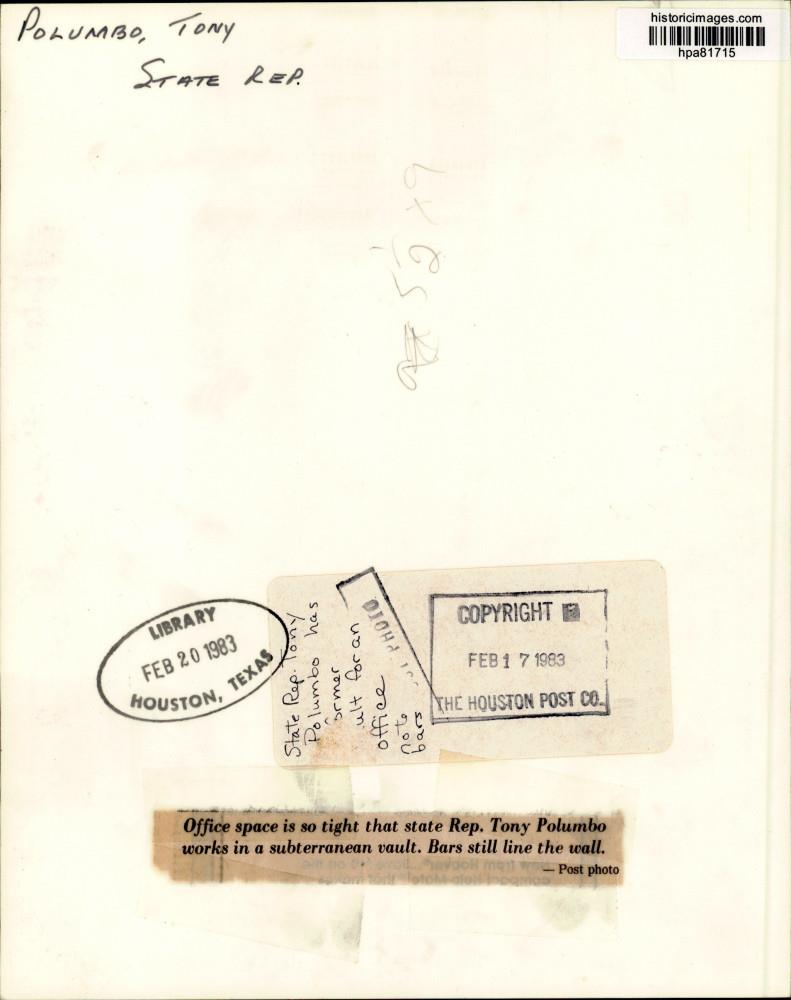 historicimages.com
hpa81715
POLUMBO, TONY
STATE REP.
LIBRARY
FEB 20 1983
HOUSTON, TEXAS
State Rep. Tony
Polumbo has
office
note
bars
PHOTO
COPYRIGHT
FEB 17 1983
THE HOUSTON POST CO.
Office space is so tight that state Rep. Tony Polumbo
works in a subterranean vault. Bars still line the wall.
— Post photo